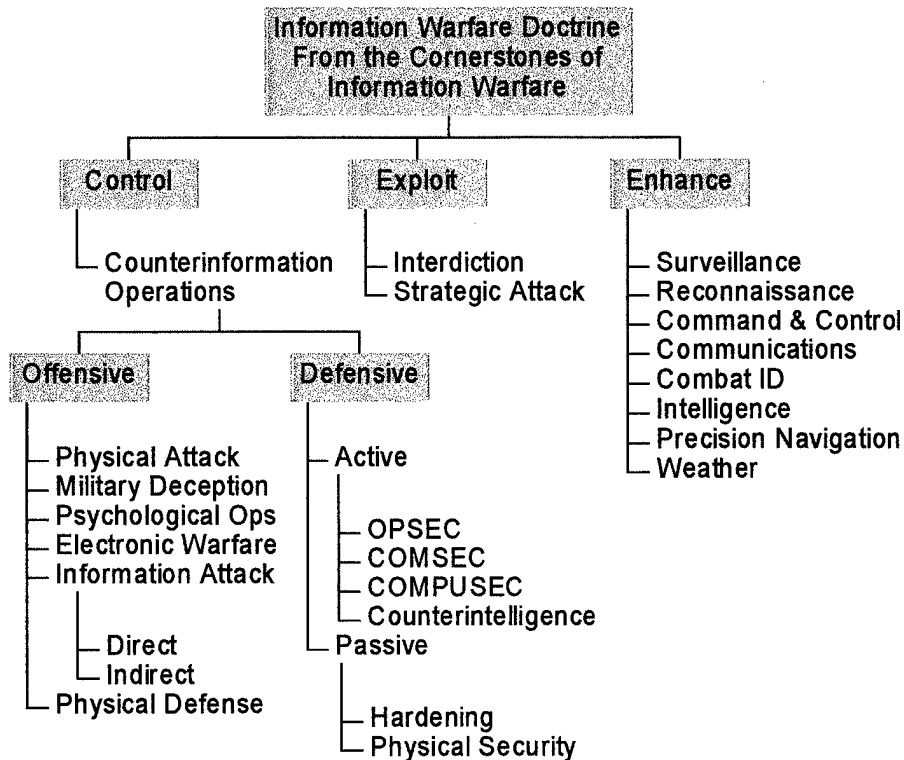 Information Warfare Doctrine
From the Cornerstones of
Information Warfare
Control
Exploit
Enhance
Counterinformation
Operations
Interdiction
Strategic Attack
Surveillance
Reconnaissance
Command & Control
Communications
Combat ID
Intelligence
Precision Navigation
Weather
Offensive
Defensive
Physical Attack
Military Deception
Psychological Ops
Electronic Warfare
Information Attack
Direct
Indirect
Physical Defense
Active
OPSEC
COMSEC
COMPUSEC
Counterintelligence
Passive
Hardening
Physical Security